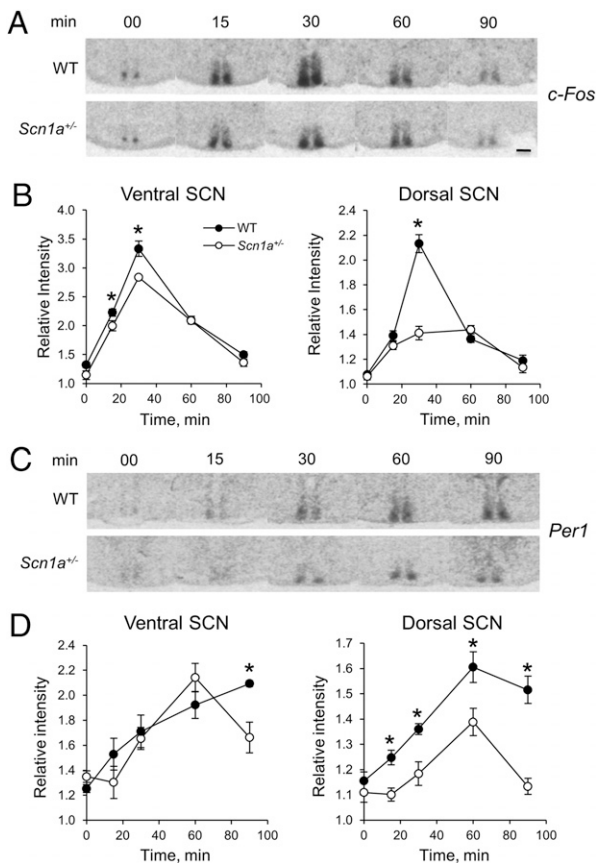 A min 00 15 30 60 90
WT
c-Fos
Scn1a+/-
B Ventral SCN Dorsal SCN
WT
Scn1a+/-
*
*
*
Relative Intensity
4.0
3.5
3.0
2.5
2.0
1.5
1.0
0 20 40 60 80 100
Time, min
Relative Intensity
2.4
2.2
2.0
1.8
1.6
1.4
1.2
1.0
0 20 40 60 80 100
Time, min
C min 00 15 30 60 90
WT
Per1
Scn1a+/-
D Ventral SCN Dorsal SCN
*
Relative intensity
2.4
2.2
2.0
1.8
1.6
1.4
1.2
1.0
0 20 40 60 80 100
Time, min
* * * *
Relative intensity
1.7
1.6
1.5
1.4
1.3
1.2
1.1
1.0
0 20 40 60 80 100
Time, min